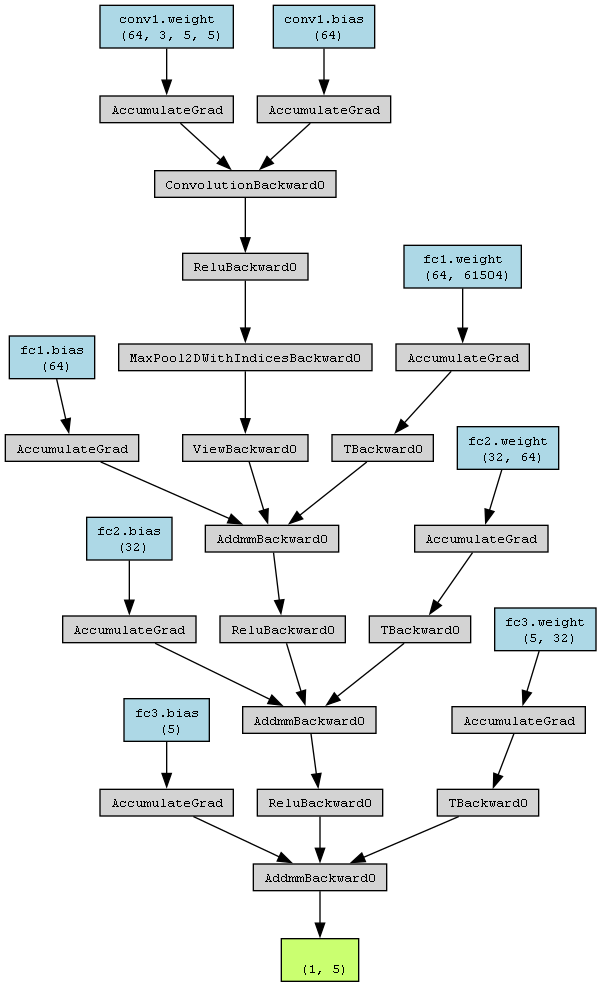 conv1.weight
(64, 3, 5, 5)
conv1.bias
(64)
AccumulateGrad
AccumulateGrad
ConvolutionBackward0
ReluBackward0
fc1.weight
(64, 61504)
fc1.bias
(64)
MaxPool2DWithIndicesBackward0
AccumulateGrad
AccumulateGrad
ViewBackward0
TBackward0
fc2.weight
(32, 64)
fc2.bias
(32)
AddmmBackward0
AccumulateGrad
AccumulateGrad
ReluBackward0
TBackward0
fc3.weight
(5, 32)
fc3.bias
(5)
AddmmBackward0
AccumulateGrad
AccumulateGrad
ReluBackward0
TBackward0
AddmmBackward0
(1, 5)